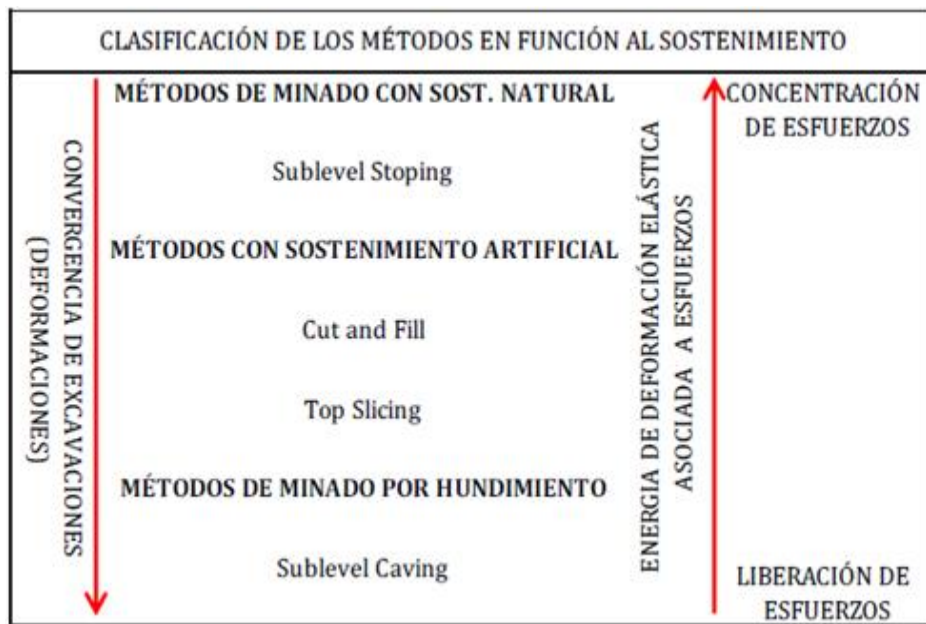 CLASIFICACIÓN DE LOS MÉTODOS EN FUNCIÓN AL SOSTENIMIENTO
CONVERGENCIA DE EXCAVACIONES
(DEFORMACIONES)
MÉTODOS DE MINADO CON SOST. NATURAL
Sublevel Stoping
MÉTODOS CON SOSTENIMIENTO ARTIFICIAL
Cut and Fill
Top Slicing
MÉTODOS DE MINADO POR HUNDIMIENTO
Sublevel Caving
ENERGIA DE DEFORMACIÓN ELÁSTICA
ASOCIADA A ESFUERZOS
CONCENTRACIÓN
DE ESFUERZOS
LIBERACIÓN DE
ESFUERZOS